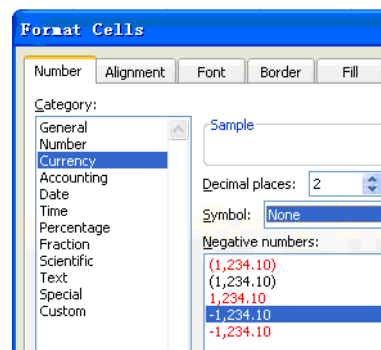 Format Cells
Number Alignment Font Border Fill
Category:
General
Number
Currency
Accounting
Date
Time
Percentage
Fraction
Scientific
Text
Special
Custom
Sample
Decimal places: 2
Symbol: None
Negative numbers:
(1,234.10)
(1,234.10)
1,234.10
-1,234.10
-1,234.10